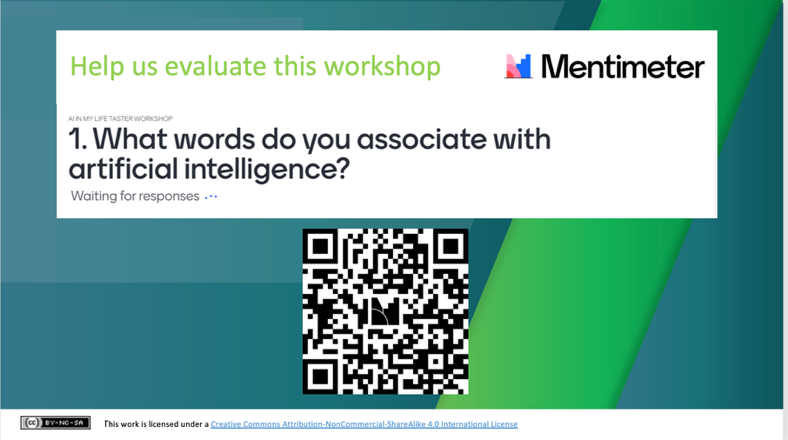 Help us evaluate this workshop
Mentimeter
AI IN MY LIFE TASTER WORKSHOP
1. What words do you associate with
artificial intelligence?
Waiting for responses
cc BY-NC-SA
This work is licensed under a Creative Commons Attribution-NonCommercial-ShareAlike 4.0 International License